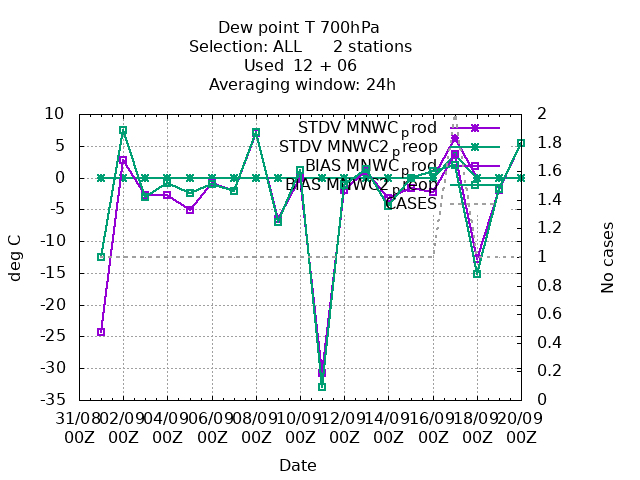 Dew point T 700hPa
Selection: ALL 2 stations
Used 12 + 06
Averaging window: 24h
STDV MNWCprod
STDV MNWC2preop
BIAS MNWCprod
BIAS MNWC2preop
CASES
10
5
0
-5
-10
-15
-20
-25
-30
-35
deg C
2
1.8
1.6
1.4
1.2
1
0.8
0.6
0.4
0.2
0
No cases
31/08 02/09 04/09 06/09 08/09 10/09 12/09 14/09 16/09 18/09 20/09
00Z 00Z 00Z 00Z 00Z 00Z 00Z 00Z 00Z 00Z 00Z
Date